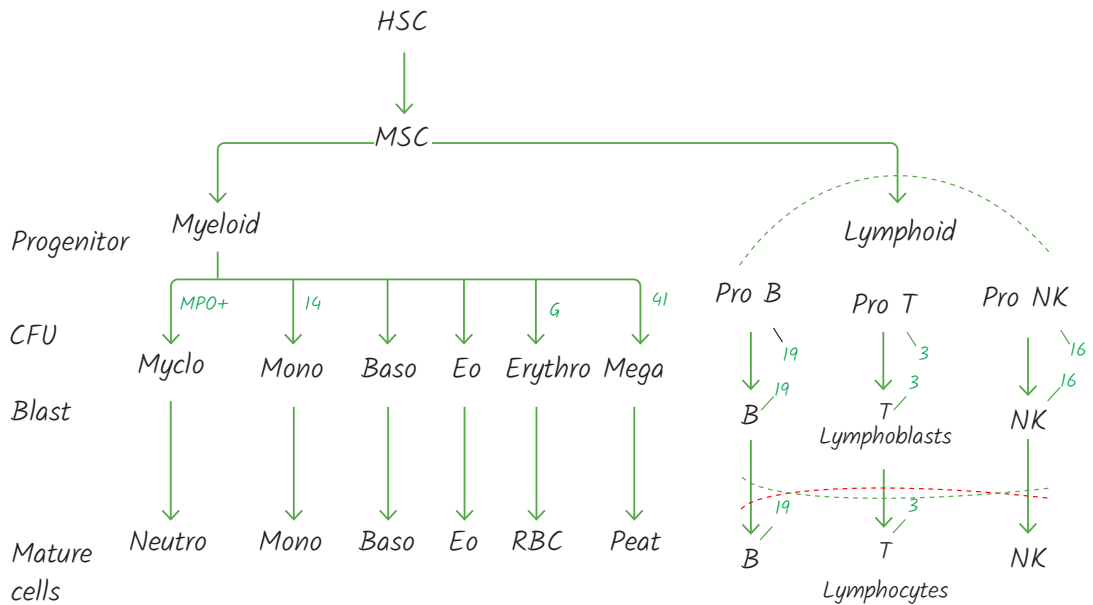 HSC
MSC
Myeloid
Lymphoid
Progenitor
MPO+
14
G
41
Pro B
Pro T
Pro NK
CFU
19
3
16
Myclo
Mono
Baso
Eo
Erythro
Mega
19
3
16
Blast
B
T
NK
Lymphoblasts
19
3
Neutro
Mono
Baso
Eo
RBC
Peat
B
T
NK
Mature
cells
Lymphocytes